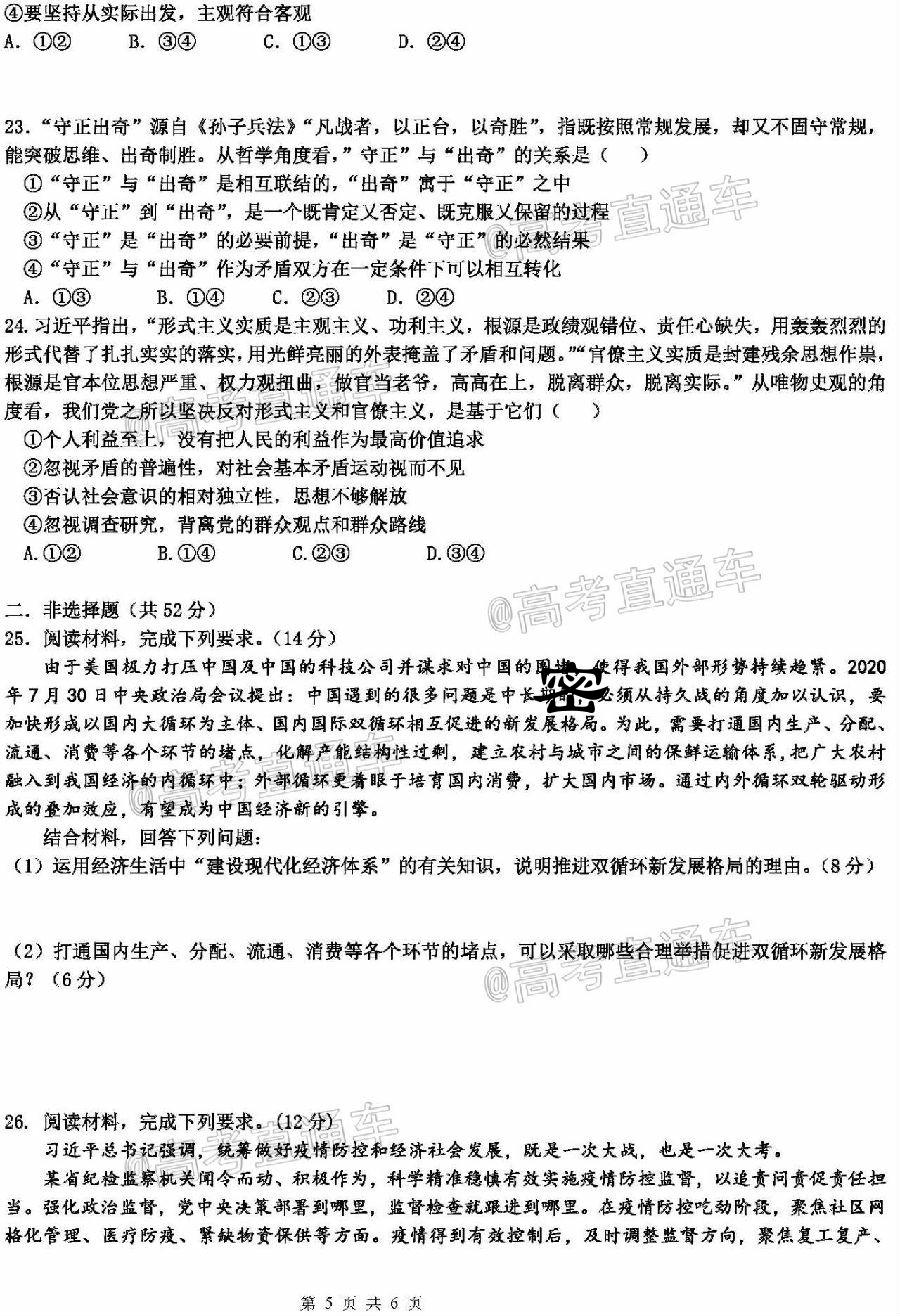 ④要坚持从实际出发，主观符合客观
A. ①② B. ③④ C. ①③ D. ②④
23. “守正出奇”源自《孙子兵法》“凡战者，以正合，以奇胜”，指既按照常规发展，却又不固守常规，
能突破思维、出奇制胜。从哲学角度看，”守正”与“出奇”的关系是（ ）
①“守正”与“出奇”是相互联结的，“出奇”寓于“守正”之中
②从“守正”到“出奇”，是一个既肯定又否定、既克服又保留的过程
③“守正”是“出奇”的必要前提，“出奇”是“守正”的必然结果
④“守正”与“出奇”作为矛盾双方在一定条件下可以相互转化
A. ①③ B. ①④ C. ②③ D. ②④
24. 习近平指出，“形式主义实质是主观主义、功利主义，根源是政绩观错位、责任心缺失，用轰轰烈烈的
形式代替了扎扎实实的落实，用光鲜亮丽的外表掩盖了矛盾和问题。”“官僚主义实质是封建残余思想作祟，
根源是官本位思想严重、权力观扭曲，做官当老爷，高高在上，脱离群众，脱离实际。”从唯物史观的角
度看，我们党之所以坚决反对形式主义和官僚主义，是基于它们（ ）
①个人利益至上，没有把人民的利益作为最高价值追求
②忽视矛盾的普遍性，对社会基本矛盾运动视而不见
③否认社会意识的相对独立性，思想不够解放
④忽视调查研究，背离党的群众观点和群众路线
A.①② B.①④ C.②③ D.③④
二. 非选择题（共 52 分）
25. 阅读材料，完成下列要求。（14 分）
由于美国极力打压中国及中国的科技公司并谋求对中国的围堵，使得我国外部形势持续趋紧。2020
年 7 月 30 日中央政治局会议提出：中国遇到的很多问题是中长期的，必须从持久战的角度加以认识，要
加快形成以国内大循环为主体、国内国际双循环相互促进的新发展格局。为此，需要打通国内生产、分配、
流通、消费等各个环节的堵点，化解产能结构性过剩，建立农村与城市之间的保鲜运输体系，把广大农村
融入到我国经济的内循环中；外部循环更着眼于培育国内消费，扩大国内市场。通过内外循环双轮驱动形
成的叠加效应，有望成为中国经济新的引擎。
密
结合材料，回答下列问题：
（1）运用经济生活中“建设现代化经济体系”的有关知识，说明推进双循环新发展格局的理由。（8 分）
（2）打通国内生产、分配、流通、消费等各个环节的堵点，可以采取哪些合理举措促进双循环新发展格
局？（6 分）
26. 阅读材料，完成下列要求。（12 分）
习近平总书记强调，统筹做好疫情防控和经济社会发展，既是一次大战，也是一次大考。
某省纪检监察机关闻令而动、积极作为，科学精准稳慎有效实施疫情防控监督，以追责问责促责任担
当。强化政治监督，党中央决策部署到哪里，监督检查就跟进到哪里。在疫情防控吃劲阶段，聚焦社区网
格化管理、医疗防疫、紧缺物资保供等方面。疫情得到有效控制后，及时调整监督方向，聚焦复工复产、
第 5 页 共 6 页
@高考直通车
@高考直通车
@高考直通车
@高考直通车
@高考直通车
@高考直通车